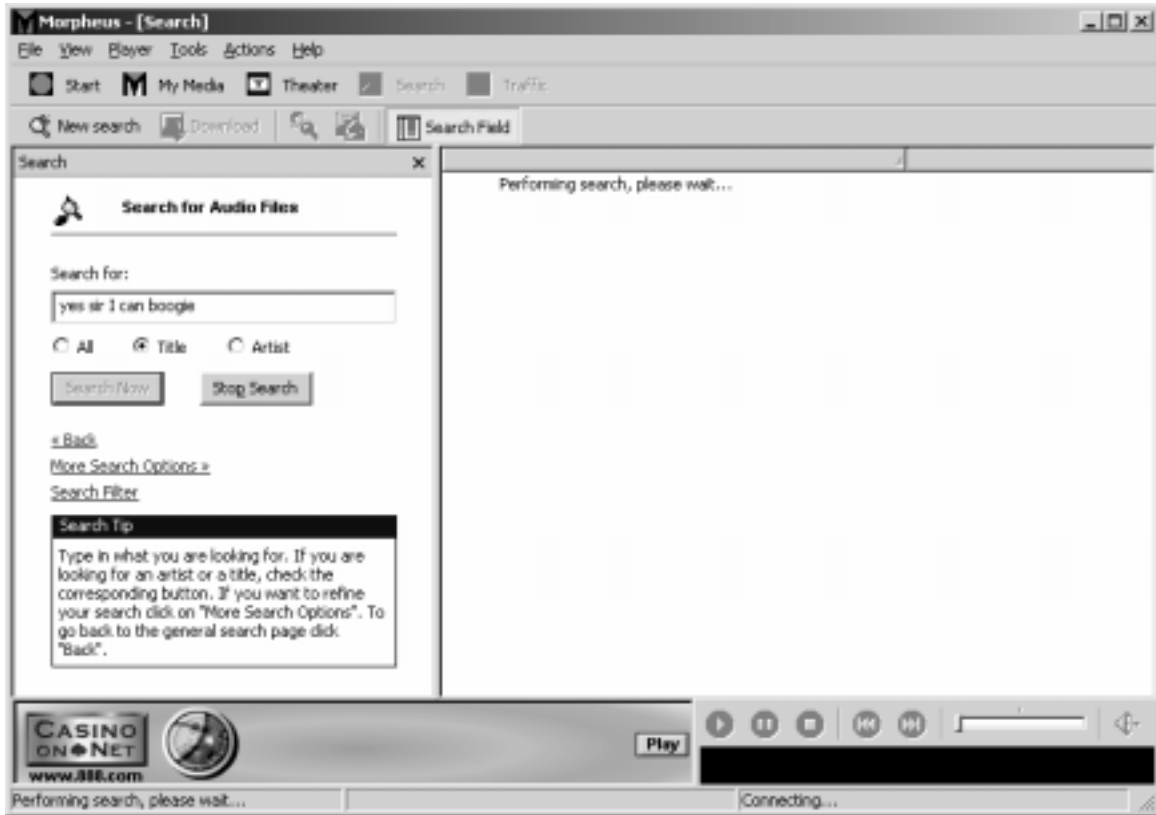 Morpheus - [Search]
File View Player Tools Actions Help
Start My Media Theater Search Traffic
New search Download Search Field
Search
Performing search, please wait...
Search for Audio Files
Search for:
yes sir I can boogie
All Title Artist
Search Now Stop Search
« Back
More Search Options »
Search Filter
Search Tip
Type in what you are looking for. If you are
looking for an artist or a title, check the
corresponding button. If you want to refine
your search click on "More Search Options". To
go back to the general search page click
"Back".
CASINO
ON NET
www.888.com
Play
Performing search, please wait... Connecting...